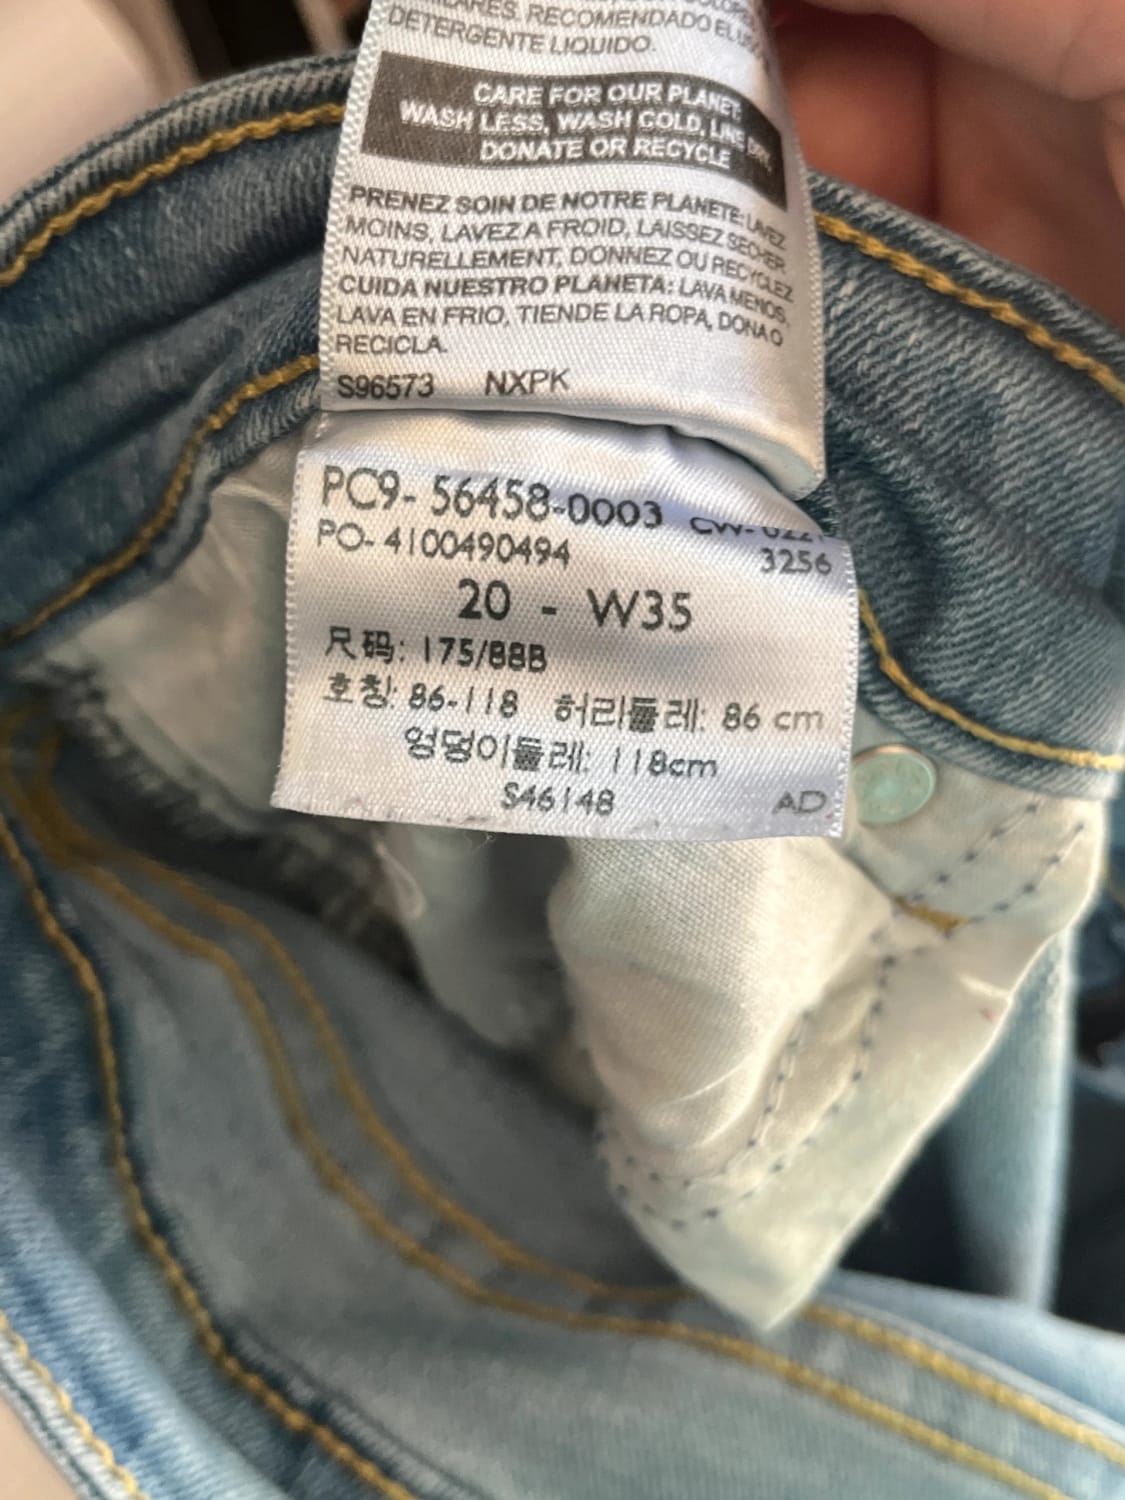 RECOMENDADO EL
DETERGENTE LIQUIDO.
CARE FOR OUR PLANET:
WASH LESS, WASH COLD, LINE DRY,
DONATE OR RECYCLE
PRENEZ SOIN DE NOTRE PLANETE: LAVEZ
MOINS, LAVEZ A FROID, LAISSEZ SECHER
NATURELLEMENT, DONNEZ OU RECYCLEZ
CUIDA NUESTRO PLANETA: LAVA MENOS,
LAVA EN FRIO, TIENDE LA ROPA, DONA O
RECICLA.
S96573 NXPK
PC9- 56458-0003
PO- 4100490494 3256
20 - W35
尺码: 175/88B
호칭: 86-118 허리둘레: 86 cm
엉덩이둘레: 118cm
S46148 AD